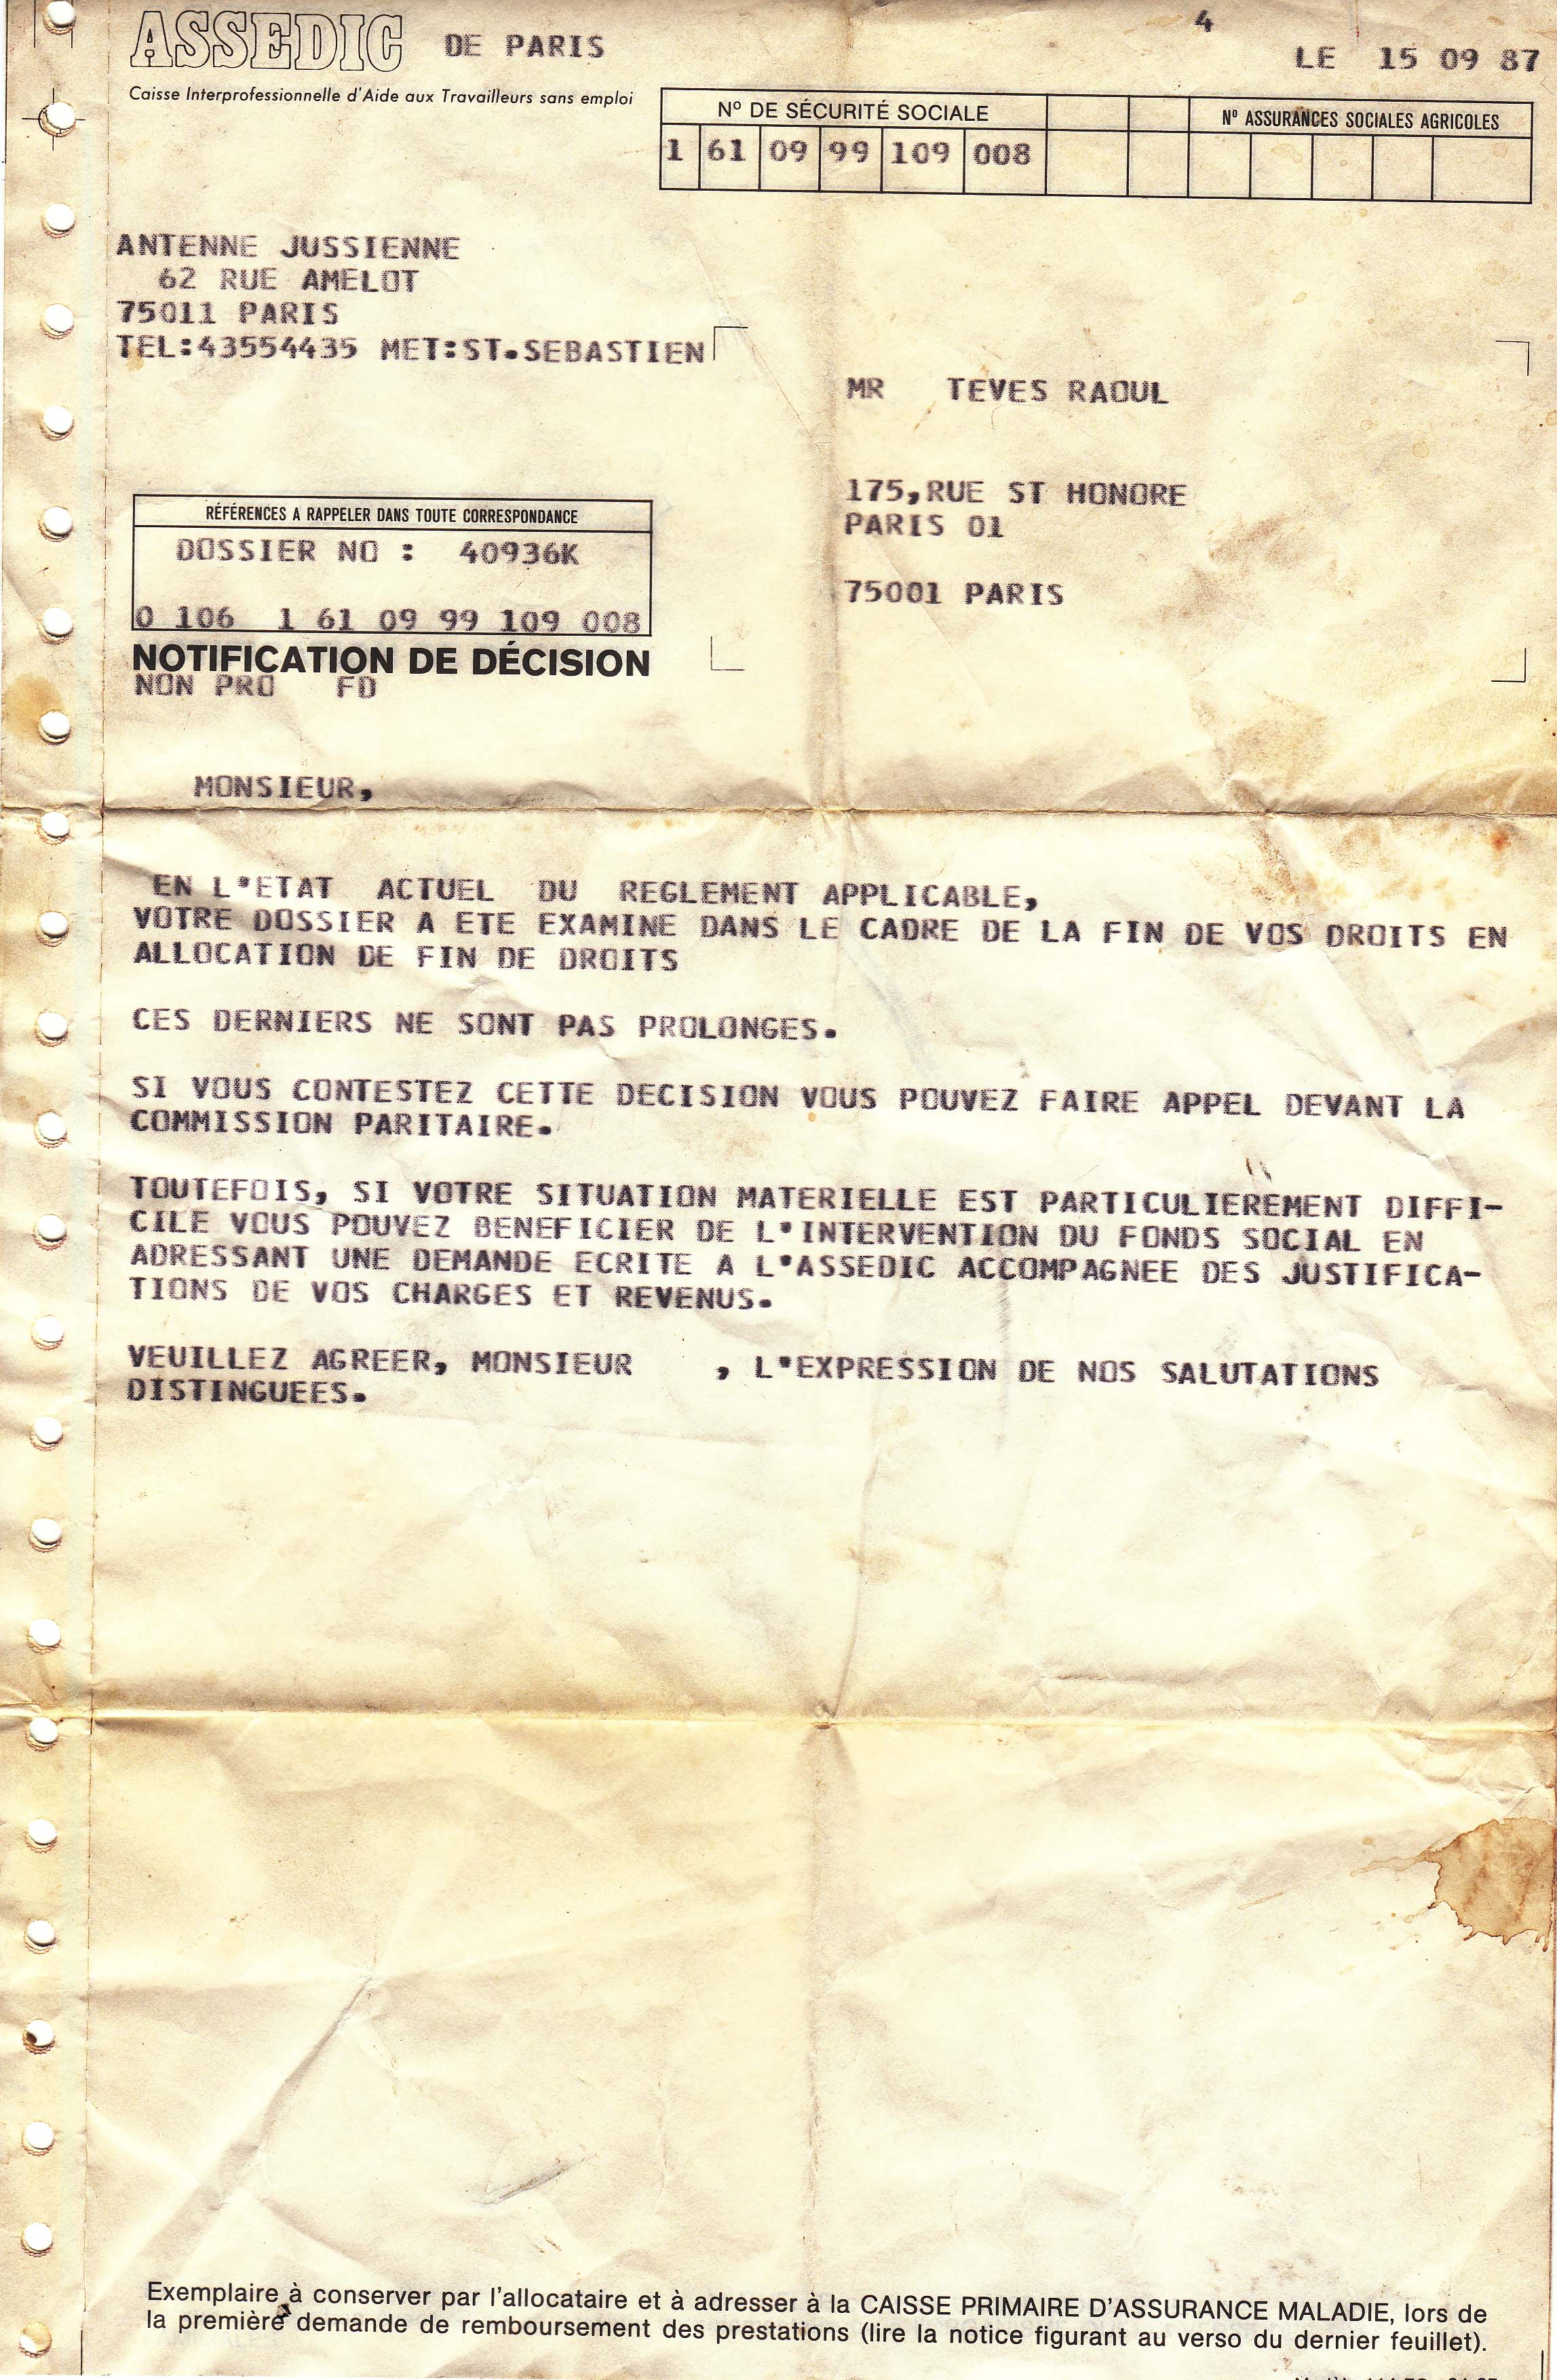 4
ASSEDIC DE PARIS
LE 15 09 87
Caisse Interprofessionnelle d'Aide aux Travailleurs sans emploi
Nº DE SÉCURITÉ SOCIALE
Nº ASSURANCES SOCIALES AGRICOLES
1 61 09 99 109 008
ANTENNE JUSSIENNE
62 RUE AMELOT
75011 PARIS
TEL:43554435 MET:ST.SEBASTIEN
MR TEVES RAOUL
175,RUE ST HONORE
PARIS 01
75001 PARIS
RÉFÉRENCES A RAPPELER DANS TOUTE CORRESPONDANCE
DOSSIER NO : 40936K
0 106 1 61 09 99 109 008
NOTIFICATION DE DÉCISION
NON PRO FD
MONSIEUR,
EN L'ETAT ACTUEL DU REGLEMENT APPLICABLE,
VOTRE DOSSIER A ETE EXAMINE DANS LE CADRE DE LA FIN DE VOS DROITS EN
ALLOCATION DE FIN DE DROITS
CES DERNIERS NE SONT PAS PROLONGES.
SI VOUS CONTESTEZ CETTE DECISION VOUS POUVEZ FAIRE APPEL DEVANT LA
COMMISSION PARITAIRE.
TOUTEFOIS, SI VOTRE SITUATION MATERIELLE EST PARTICULIEREMENT DIFFI-
CILE VOUS POUVEZ BENEFICIER DE L'INTERVENTION DU FONDS SOCIAL EN
ADRESSANT UNE DEMANDE ECRITE A L'ASSEDIC ACCOMPAGNEE DES JUSTIFICA-
TIONS DE VOS CHARGES ET REVENUS.
VEUILLEZ AGREER, MONSIEUR , L'EXPRESSION DE NOS SALUTATIONS
DISTINGUEES.
Exemplaire à conserver par l'allocataire et à adresser à la CAISSE PRIMAIRE D'ASSURANCE MALADIE, lors de
la première demande de remboursement des prestations (lire la notice figurant au verso du dernier feuillet).